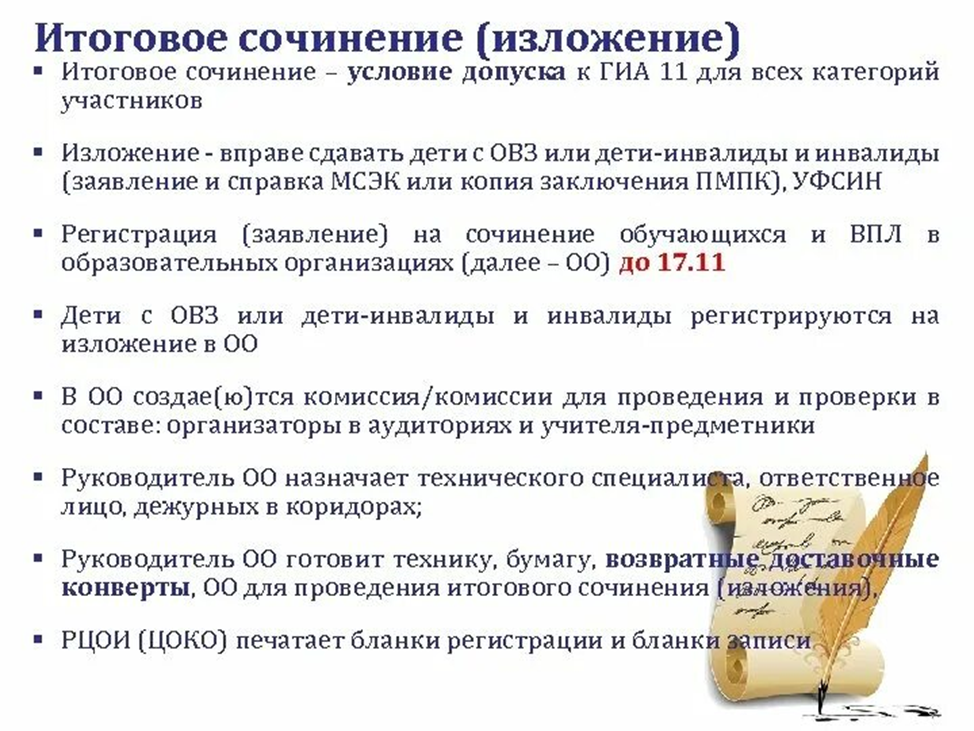 Итоговое сочинение (изложение)
▪ Итоговое сочинение – условие допуска к ГИА 11 для всех категорий
участников
▪ Изложение - вправе сдавать дети с ОВЗ или дети-инвалиды и инвалиды
(заявление и справка МСЭК или копия заключения ПМПК), УФСИН
▪ Регистрация (заявление) на сочинение обучающихся и ВПЛ в
образовательных организациях (далее – ОО) до 17.11
▪ Дети с ОВЗ или дети-инвалиды и инвалиды регистрируются на
изложение в ОО
▪ В ОО создае(ю)тся комиссия/комиссии для проведения и проверки в
составе: организаторы в аудиториях и учителя-предметники
▪ Руководитель ОО назначает технического специалиста, ответственное
лицо, дежурных в коридорах;
▪ Руководитель ОО готовит технику, бумагу, возвратные доставочные
конверты, ОО для проведения итогового сочинения (изложения),
▪ РЦОИ (ЦОКО) печатает бланки регистрации и бланки записи